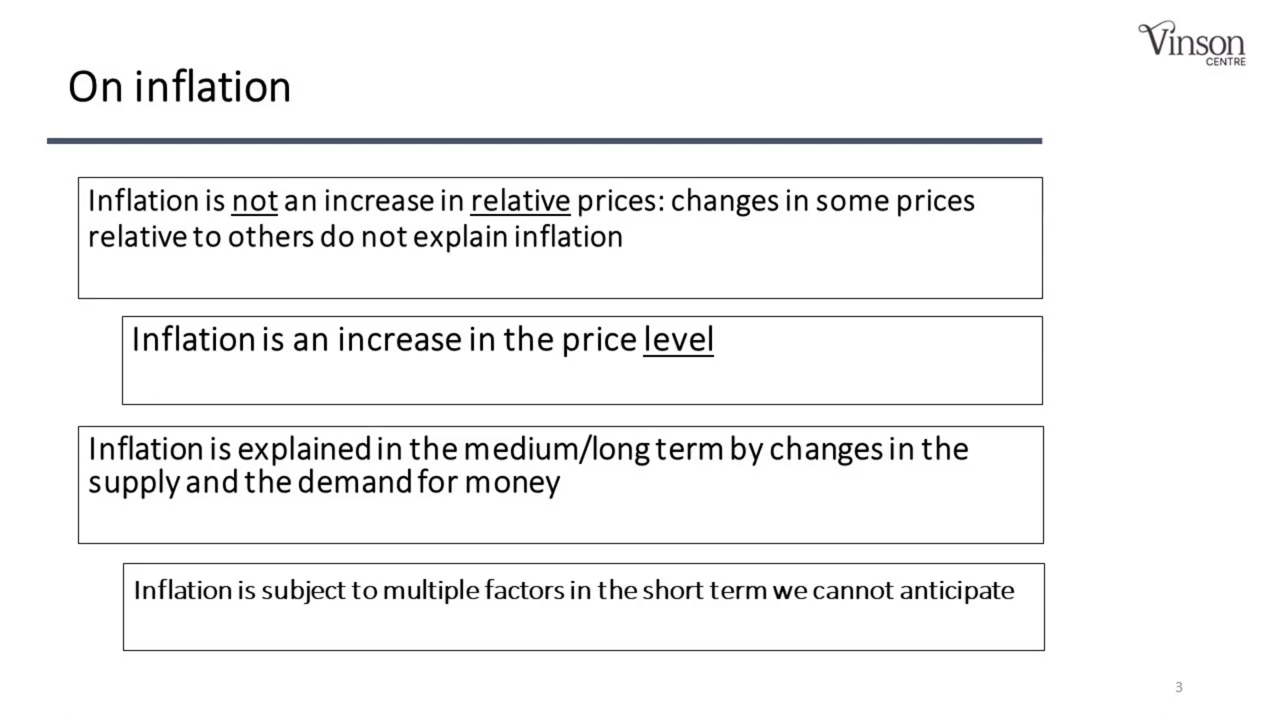 Vinson
CENTRE
On inflation
Inflation is not an increase in relative prices: changes in some prices
relative to others do not explain inflation
Inflation is an increase in the price level
Inflation is explained in the medium/long term by changes in the
supply and the demand for money
Inflation is subject to multiple factors in the short term we cannot anticipate
3